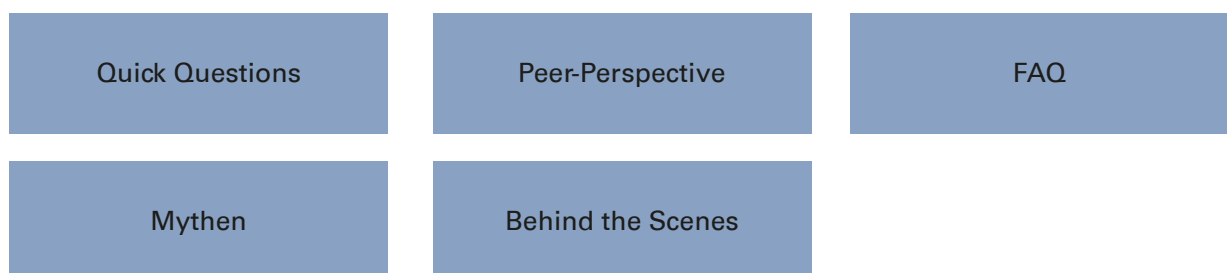 Quick Questions
Peer-Perspective
FAQ
Mythen
Behind the Scenes